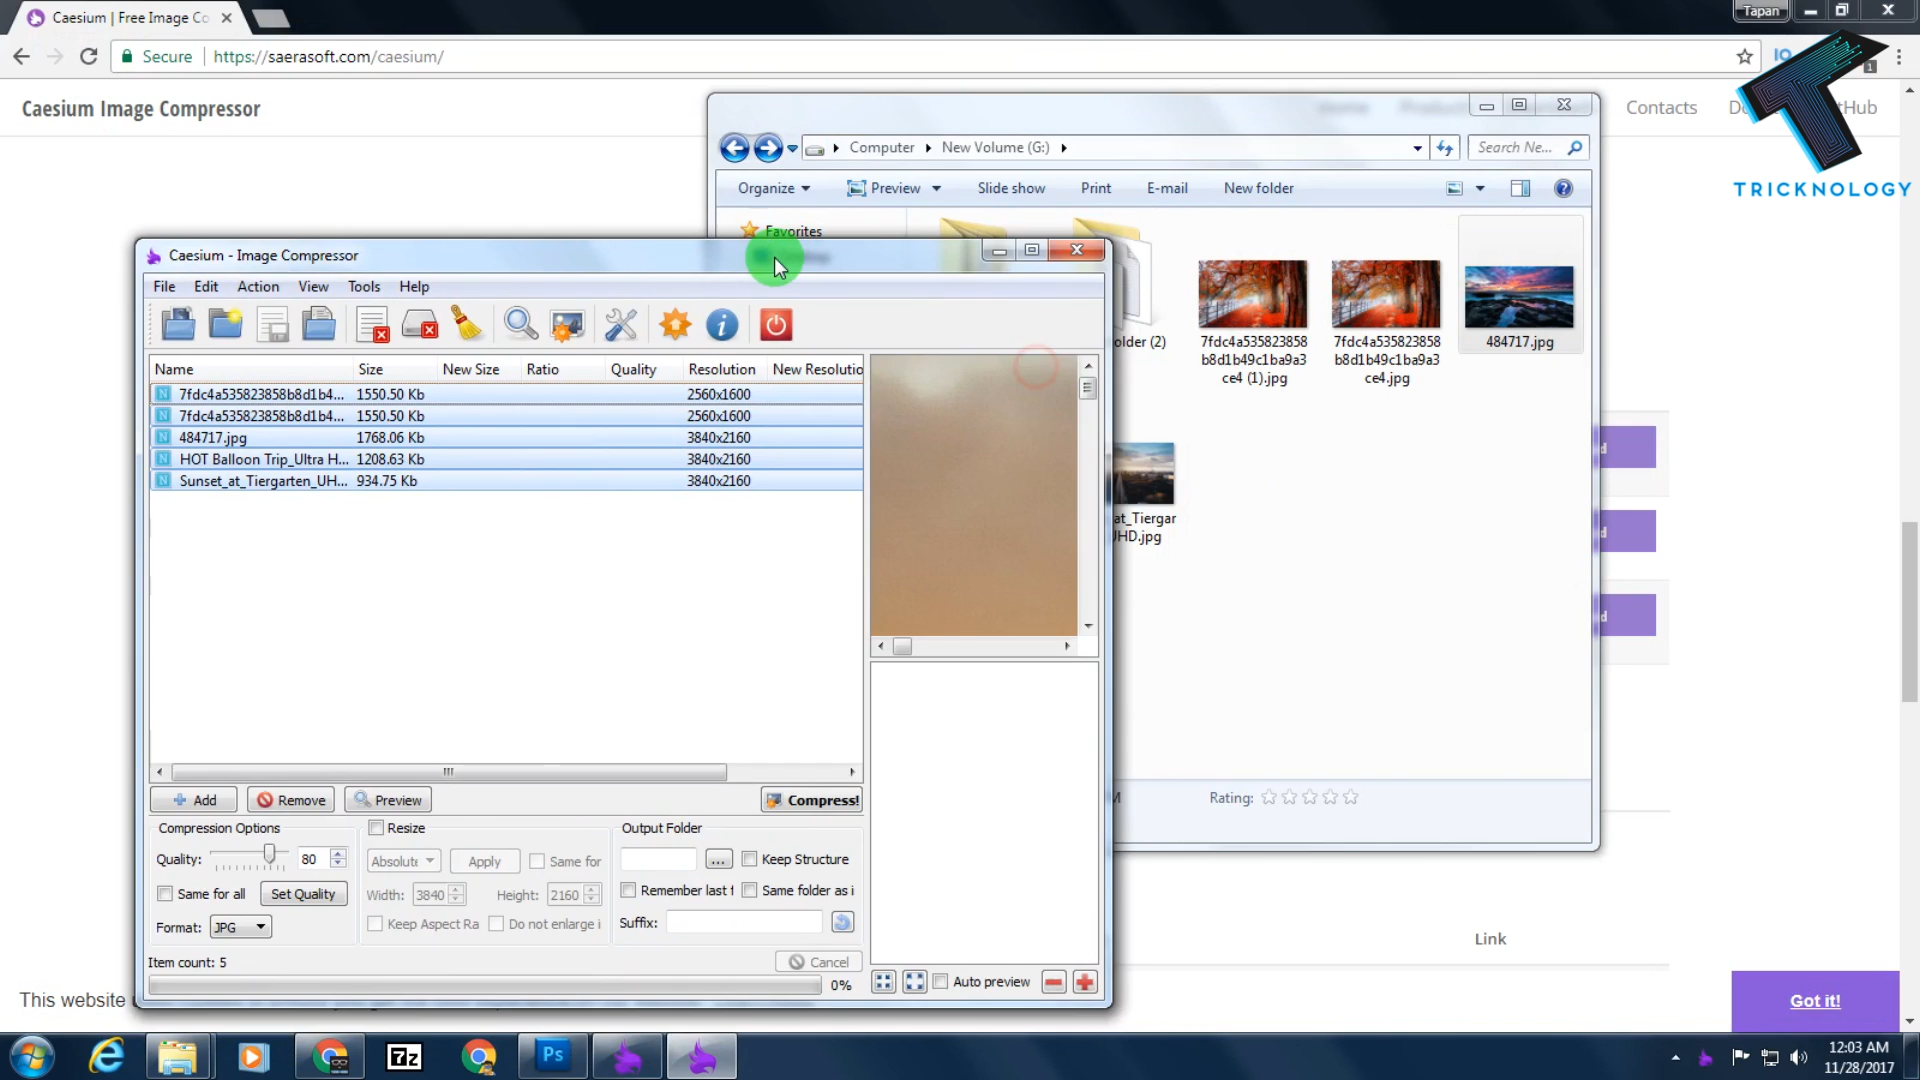 Caesium | Free Image Co
Tapan
Secure
https://saerasoft.com/caesium/
1
Caesium Image Compressor
Contacts
TRICKNOLOGY
Computer
New Volume (G:)
Search Ne...
Organize
Preview
Slide show
Print
E-mail
New folder
Favorites
older (2)
7fdc4a535823858
b8d1b49c1ba9a3
ce4 (1).jpg
7fdc4a535823858
b8d1b49c1ba9a3
ce4.jpg
484717.jpg
at_Tiergar
UHD.jpg
Rating:
Caesium - Image Compressor
File
Edit
Action
View
Tools
Help
Name
Size
New Size
Ratio
Quality
Resolution
New Resolutio
7fdc4a535823858b8d1b4... 1550.50 Kb 2560x1600
7fdc4a535823858b8d1b4... 1550.50 Kb 2560x1600
484717.jpg 1768.06 Kb 3840x2160
HOT Balloon Trip_Ultra H... 1208.63 Kb 3840x2160
Sunset_at_Tiergarten_UH... 934.75 Kb 3840x2160
Add
Remove
Preview
Compress!
Compression Options
Resize
Output Folder
Quality:
80
Absolute
Apply
Same for
...
Keep Structure
Same for all
Set Quality
Width:
3840
Height:
2160
Remember last f
Same folder as i
Format:
JPG
Keep Aspect Ra
Do not enlarge i
Suffix:
Item count: 5
Cancel
0%
Auto preview
Link
This website
Got it!
7z
Ps
12:03 AM
11/28/2017